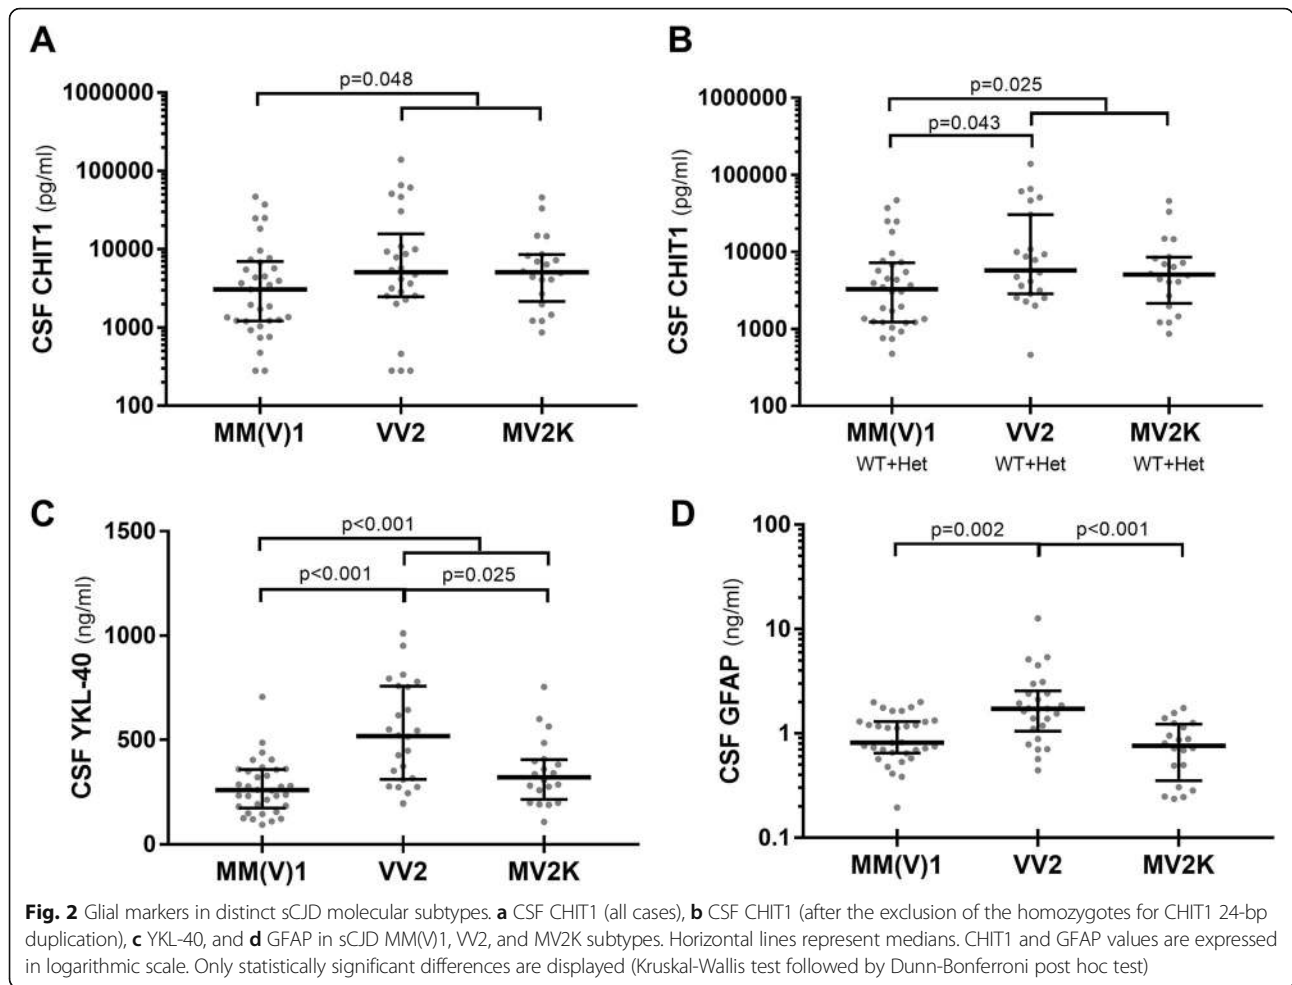 A
B
p=0.048
p=0.025
p=0.043
1000000
100000
10000
1000
100
CSF CHIT1 (pg/ml)
MM(V)1 VV2 MV2K
1000000
100000
10000
1000
100
CSF CHIT1 (pg/ml)
MM(V)1 VV2 MV2K
WT+Het WT+Het WT+Het
C
D
p<0.001
p<0.001 p=0.025
1500
1000
500
0
CSF YKL-40 (ng/ml)
MM(V)1 VV2 MV2K
p=0.002 p<0.001
100
10
1
0.1
CSF GFAP (ng/ml)
MM(V)1 VV2 MV2K
Fig. 2 Glial markers in distinct sCJD molecular subtypes. a CSF CHIT1 (all cases), b CSF CHIT1 (after the exclusion of the homozygotes for CHIT1 24-bp
duplication), c YKL-40, and d GFAP in sCJD MM(V)1, VV2, and MV2K subtypes. Horizontal lines represent medians. CHIT1 and GFAP values are expressed
in logarithmic scale. Only statistically significant differences are displayed (Kruskal-Wallis test followed by Dunn-Bonferroni post hoc test)